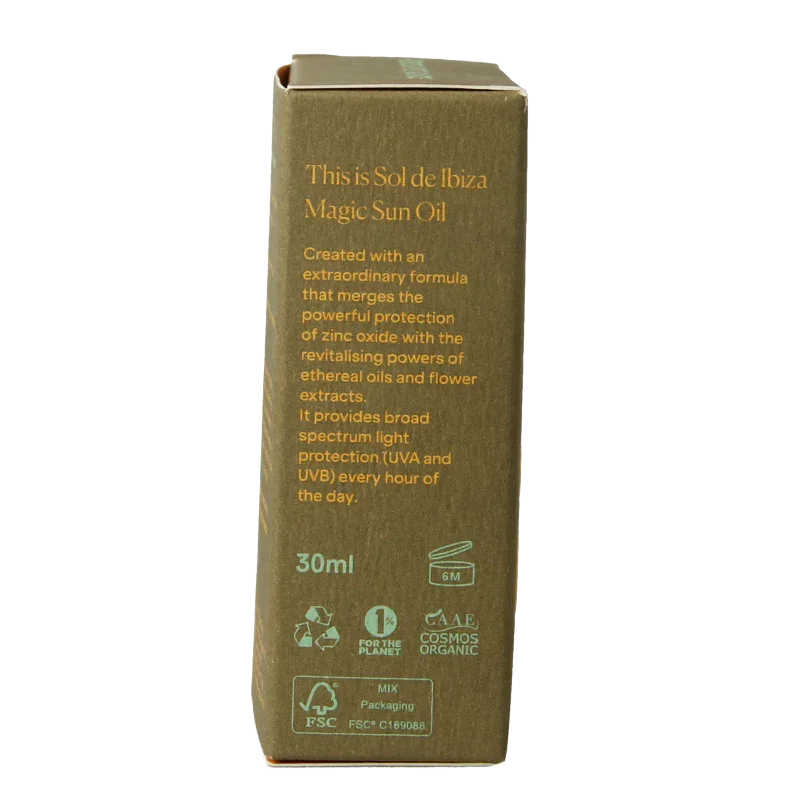 This is Sol de Ibiza
Magic Sun Oil
Created with an
extraordinary formula
that merges the
powerful protection
of zinc oxide with the
revitalising powers of
ethereal oils and flower
extracts.
It provides broad
spectrum light
protection (UVA and
UVB) every hour of
the day.
30ml
6M
1%
FOR THE
PLANET
CAAE
COSMOS
ORGANIC
FSC
MIX
Packaging
FSC® C169088